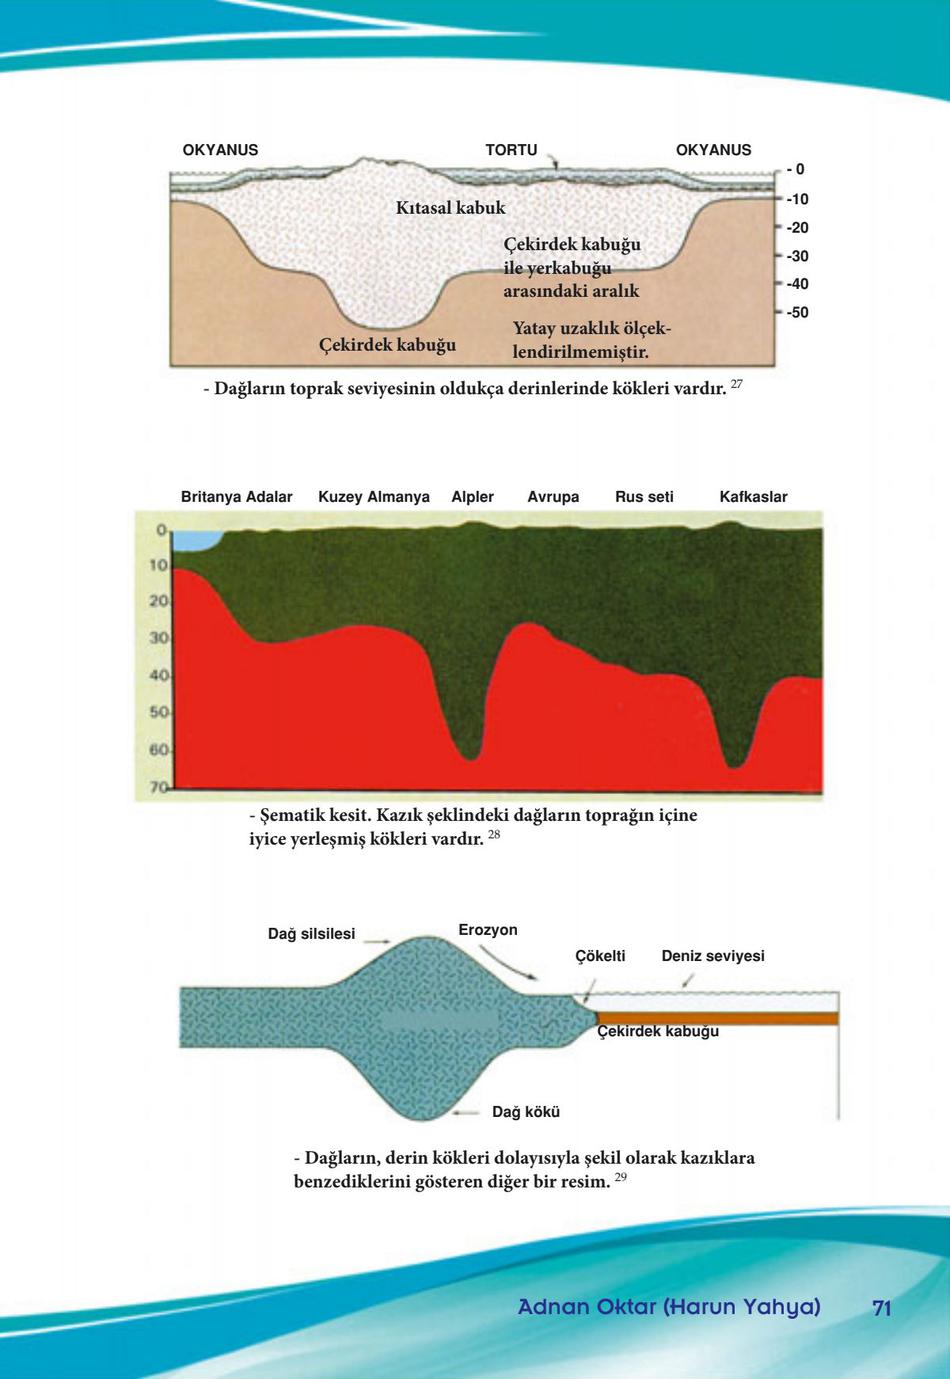 OKYANUS TORTU OKYANUS
- 0
-10
Kıtasal kabuk
-20
Çekirdek kabuğu
ile yerkabuğu
-30
arasındaki aralık
-40
-50
Yatay uzaklık ölçek-
lendirilmemiştir.
Çekirdek kabuğu
- Dağların toprak seviyesinin oldukça derinlerinde kökleri vardır. 27
Britanya Adalar Kuzey Almanya Alpler Avrupa Rus seti Kafkaslar
0
10
20
30
40
50
60
70
- Şematik kesit. Kazık şeklindeki dağların toprağın içine
iyice yerleşmiş kökleri vardır. 28
Dağ silsilesi Erozyon
Çökelti Deniz seviyesi
Çekirdek kabuğu
Dağ kökü
- Dağların, derin kökleri dolayısıyla şekil olarak kazıklara
benzediklerini gösteren diğer bir resim. 29
Adnan Oktar (Harun Yahya) 71